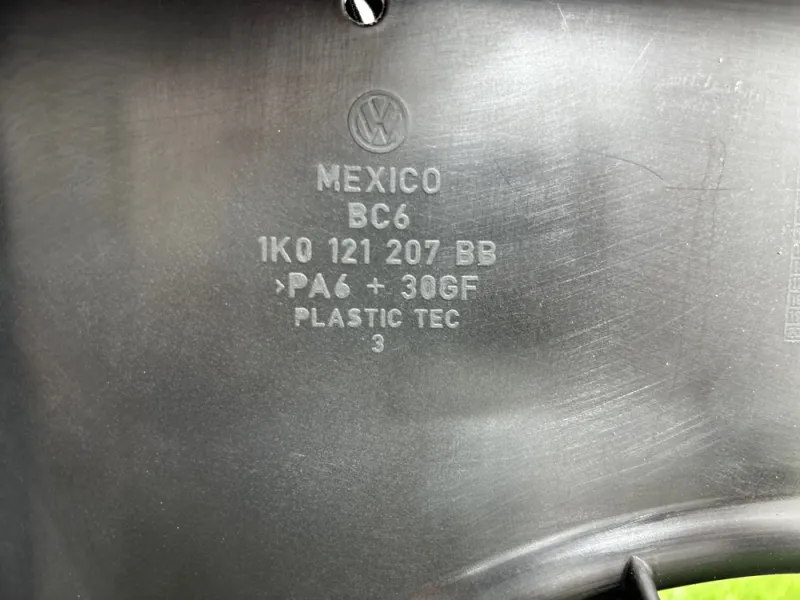 MEXICO
BC6
1K0 121 207 BB
>PA6 + 30GF
PLASTIC TEC
3